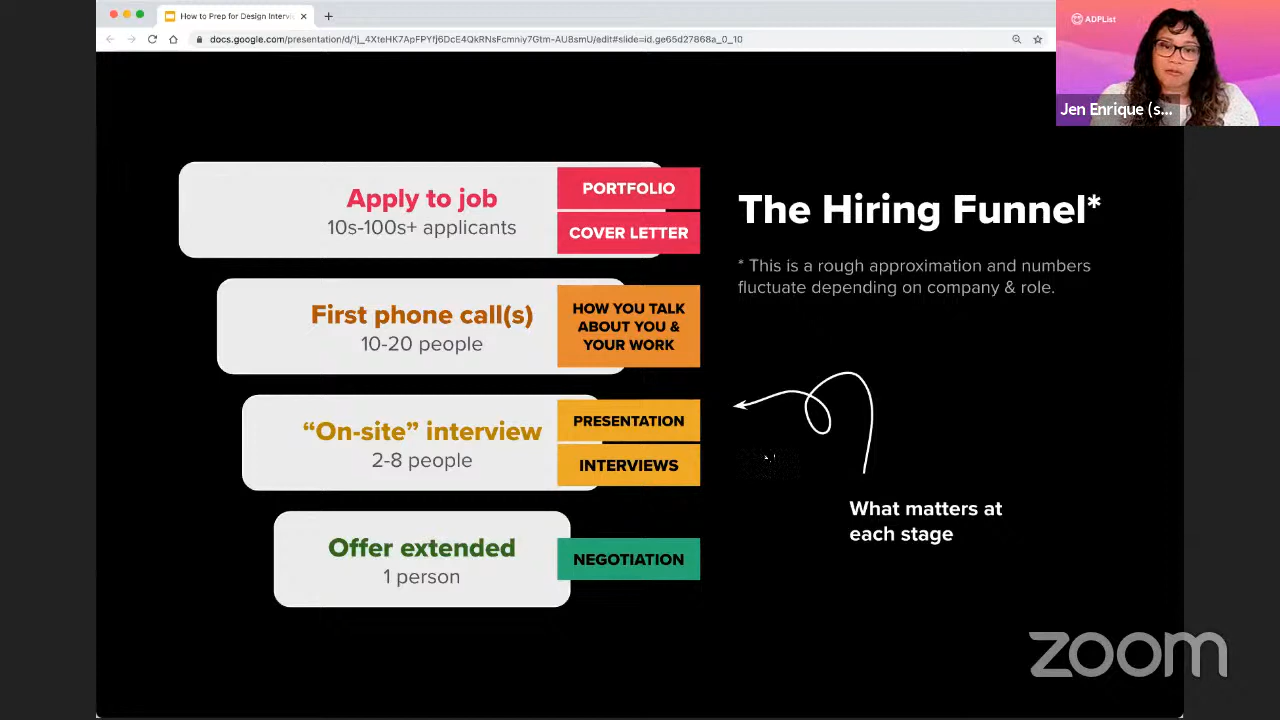 How to Prep for Design Intervi
docs.google.com/presentation/d/1j_4XteHK7ApFPYfj6DcE4QkRNsFcmniy7Gtm-AU8smU/edit#slide=id.ge65d27868a_0_10
ADPList
Jen Enrique (s...
Apply to job
10s-100s+ applicants
PORTFOLIO
COVER LETTER
First phone call(s)
10-20 people
HOW YOU TALK
ABOUT YOU &
YOUR WORK
“On-site” interview
2-8 people
PRESENTATION
INTERVIEWS
Offer extended
1 person
NEGOTIATION
The Hiring Funnel*
* This is a rough approximation and numbers
fluctuate depending on company & role.
What matters at
each stage
zoom